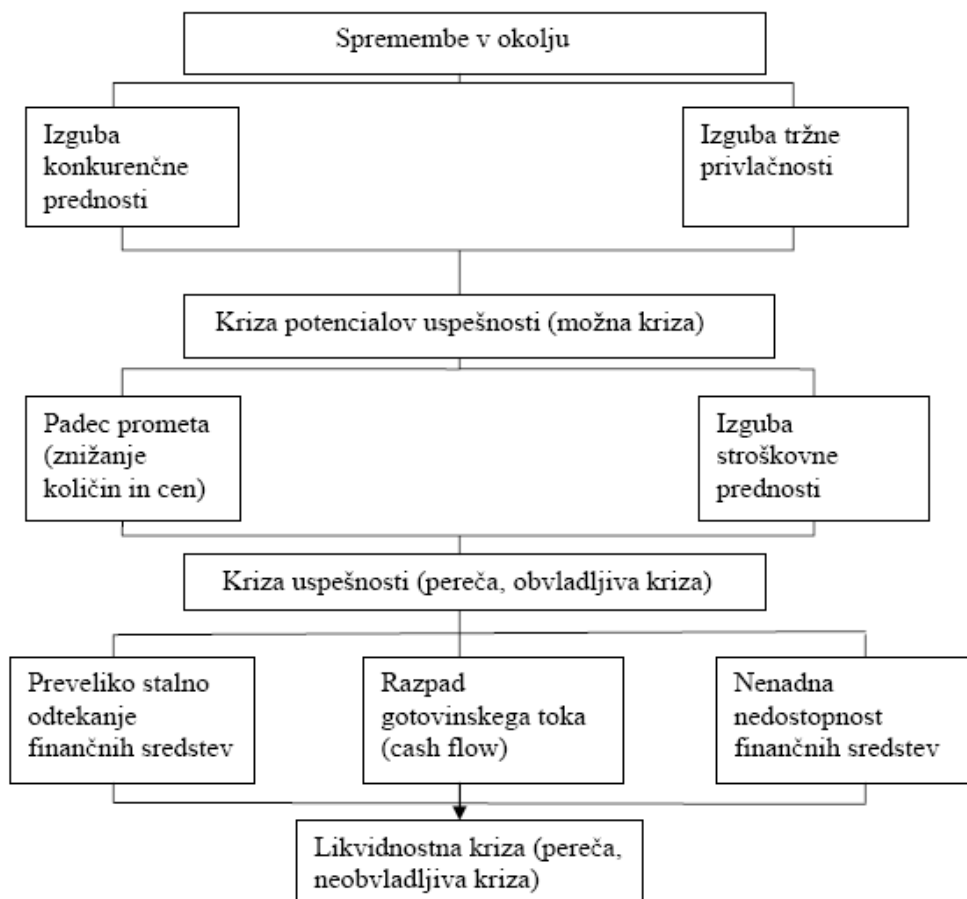 Spremembe v okolju
Izguba
konkurenčne
prednosti
Izguba tržne
privlačnosti
Kriza potencialov uspešnosti (možna kriza)
Padec prometa
(znižanje
količin in cen)
Izguba
stroškovne
prednosti
Kriza uspešnosti (pereča, obvladljiva kriza)
Preveliko stalno
odtekanje
finančnih sredstev
Razpad
gotovinskega toka
(cash flow)
Nenadna
nedostopnost
finančnih sredstev
Likvidnostna kriza (pereča,
neobvladljiva kriza)